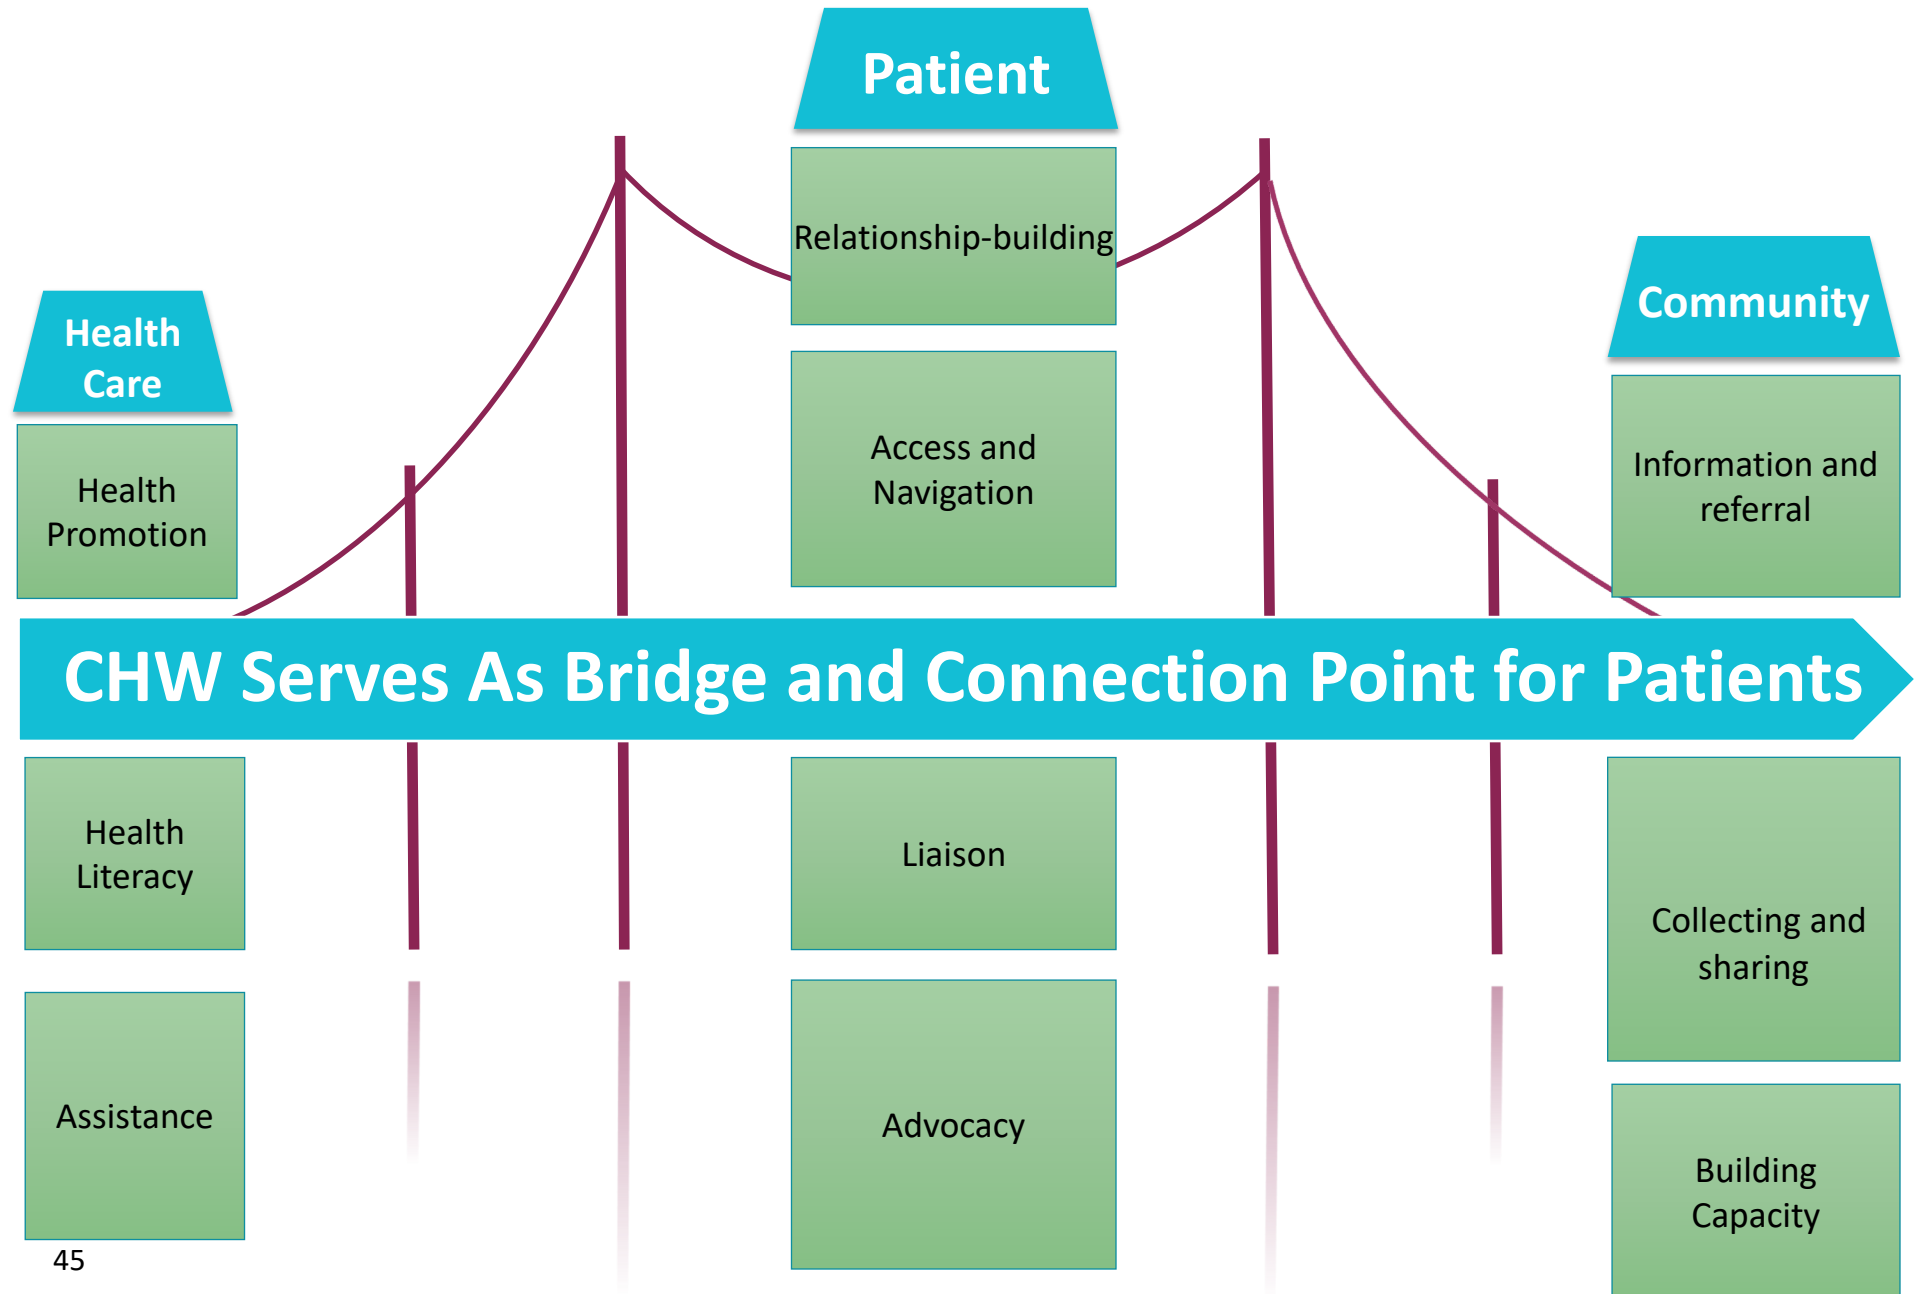 Patient
Relationship-building
Access and
Navigation
Health
Care
Health
Promotion
Community
Information and
referral
CHW Serves As Bridge and Connection Point for Patients
Health
Literacy
Assistance
Liaison
Advocacy
Collecting and
sharing
Building
Capacity
45